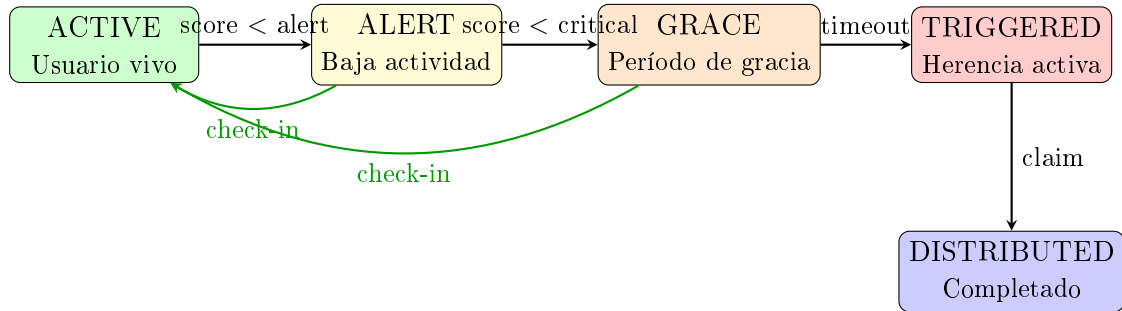 ACTIVE
Usuario vivo
score < alert
ALERT
Baja actividad
score < critical
GRACE
Período de gracia
timeout
TRIGGERED
Herencia activa
check-in
check-in
claim
DISTRIBUTED
Completado